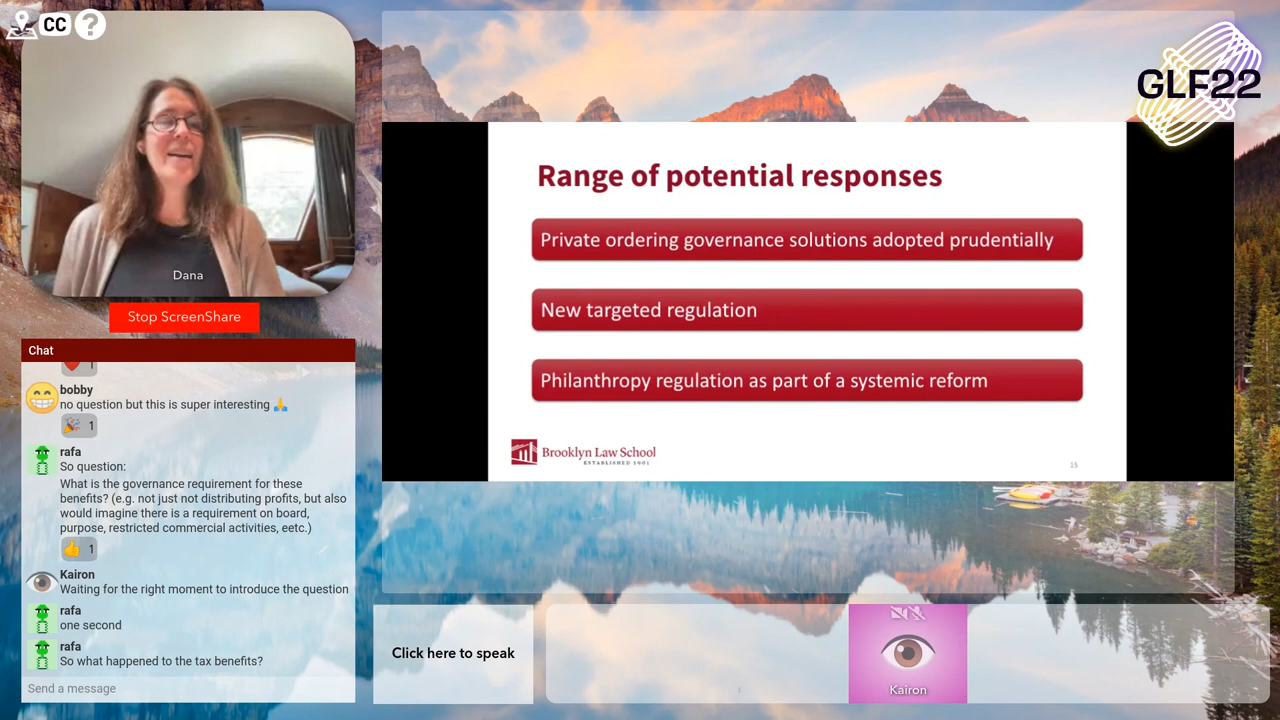 CC
?
GLF22
Dana
Stop ScreenShare
Chat
1
bobby
no question but this is super interesting 🙏
🎉 1
rafa
So question:
What is the governance requirement for these
benefits? (e.g. not just not distributing profits, but also
would imagine there is a requirement on board,
purpose, restricted commercial activities, eetc.)
👍 1
Kairon
Waiting for the right moment to introduce the question
rafa
one second
rafa
So what happened to the tax benefits?
Send a message
Range of potential responses
Private ordering governance solutions adopted prudentially
New targeted regulation
Philanthropy regulation as part of a systemic reform
Brooklyn Law School
ESTABLISHED 1901
15
Click here to speak
Kairon